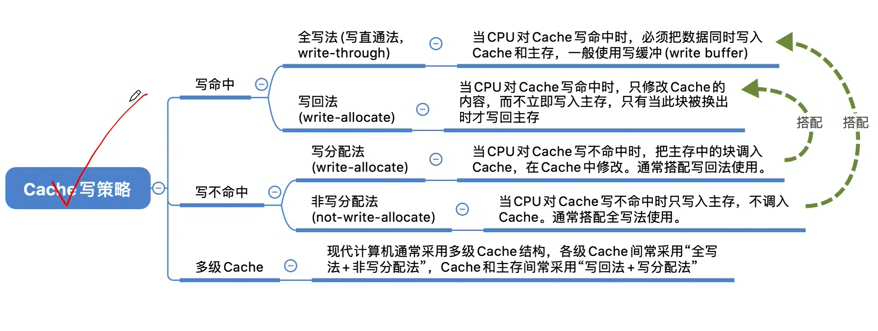 Cache写策略
写命中
全写法(写直通法,
write-through)
当CPU对Cache写命中时，必须把数据同时写入
Cache和主存，一般使用写缓冲(write buffer)
写回法
(write-allocate)
当CPU对Cache写命中时，只修改Cache的
内容，而不立即写入主存，只有当此块被换出
时才写回主存
写不命中
写分配法
(write-allocate)
当CPU对Cache写不命中时，把主存中的块调入
Cache，在Cache中修改。通常搭配写回法使用。
非写分配法
(not-write-allocate)
当CPU对Cache写不命中时只写入主存，不调入
Cache。通常搭配全写法使用。
搭配
搭配
多级Cache
现代计算机通常采用多级Cache结构，各级Cache间常采用“全写
法+非写分配法”，Cache和主存间常采用“写回法+写分配法”